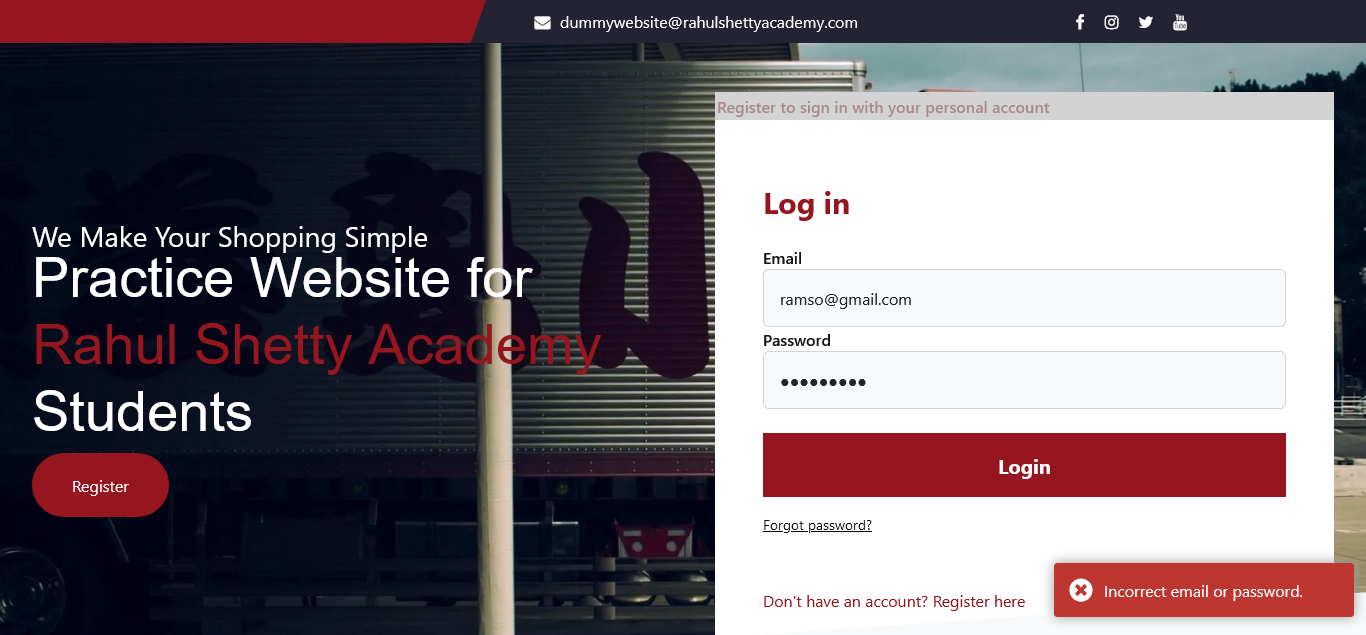 dummywebsite@rahulshettyacademy.com
We Make Your Shopping Simple
Practice Website for
Rahul Shetty Academy
Students
Register
Register to sign in with your personal account
Log in
Email
ramso@gmail.com
Password
•••••••••
Login
Forgot password?
Don't have an account? Register here
Incorrect email or password.